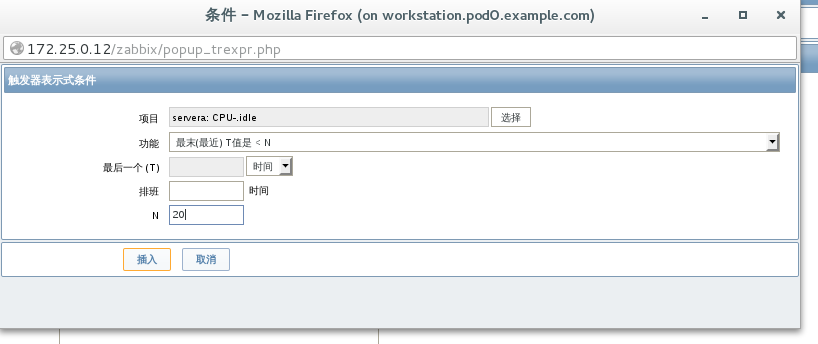 条件 - Mozilla Firefox (on workstation.pod0.example.com)
172.25.0.12/zabbix/popup_trexpr.php
触发器表示式条件
项目 servera: CPU-.idle 选择
功能 最末(最近) T值是 < N
最后一个 (T) 时间
排班 时间
N 20
插入 取消